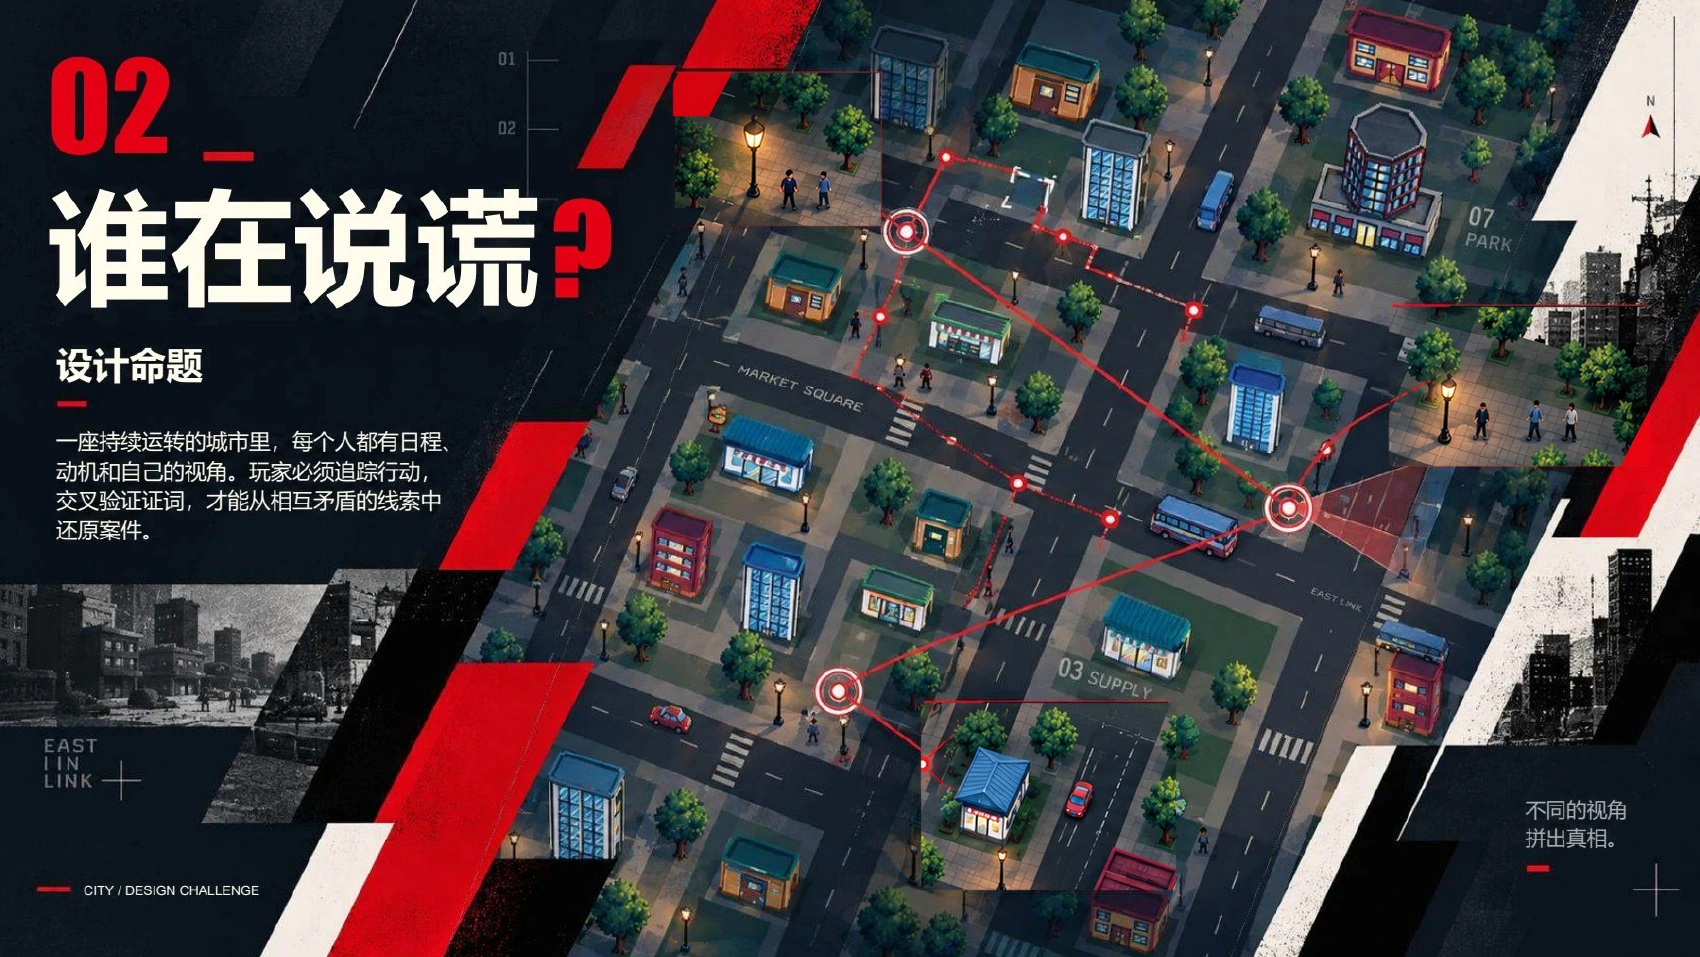 02 _
01
02
谁在说谎?
设计命题
一座持续运转的城市里，每个人都有日程、
动机和自己的视角。玩家必须追踪行动，
交叉验证证词，才能从相互矛盾的线索中
还原案件。
N
07
PARK
MARKET SQUARE
EAST LINK
03 SUPPLY
EAST
IIN
LINK
不同的视角
拼出真相。
CITY / DESIGN CHALLENGE